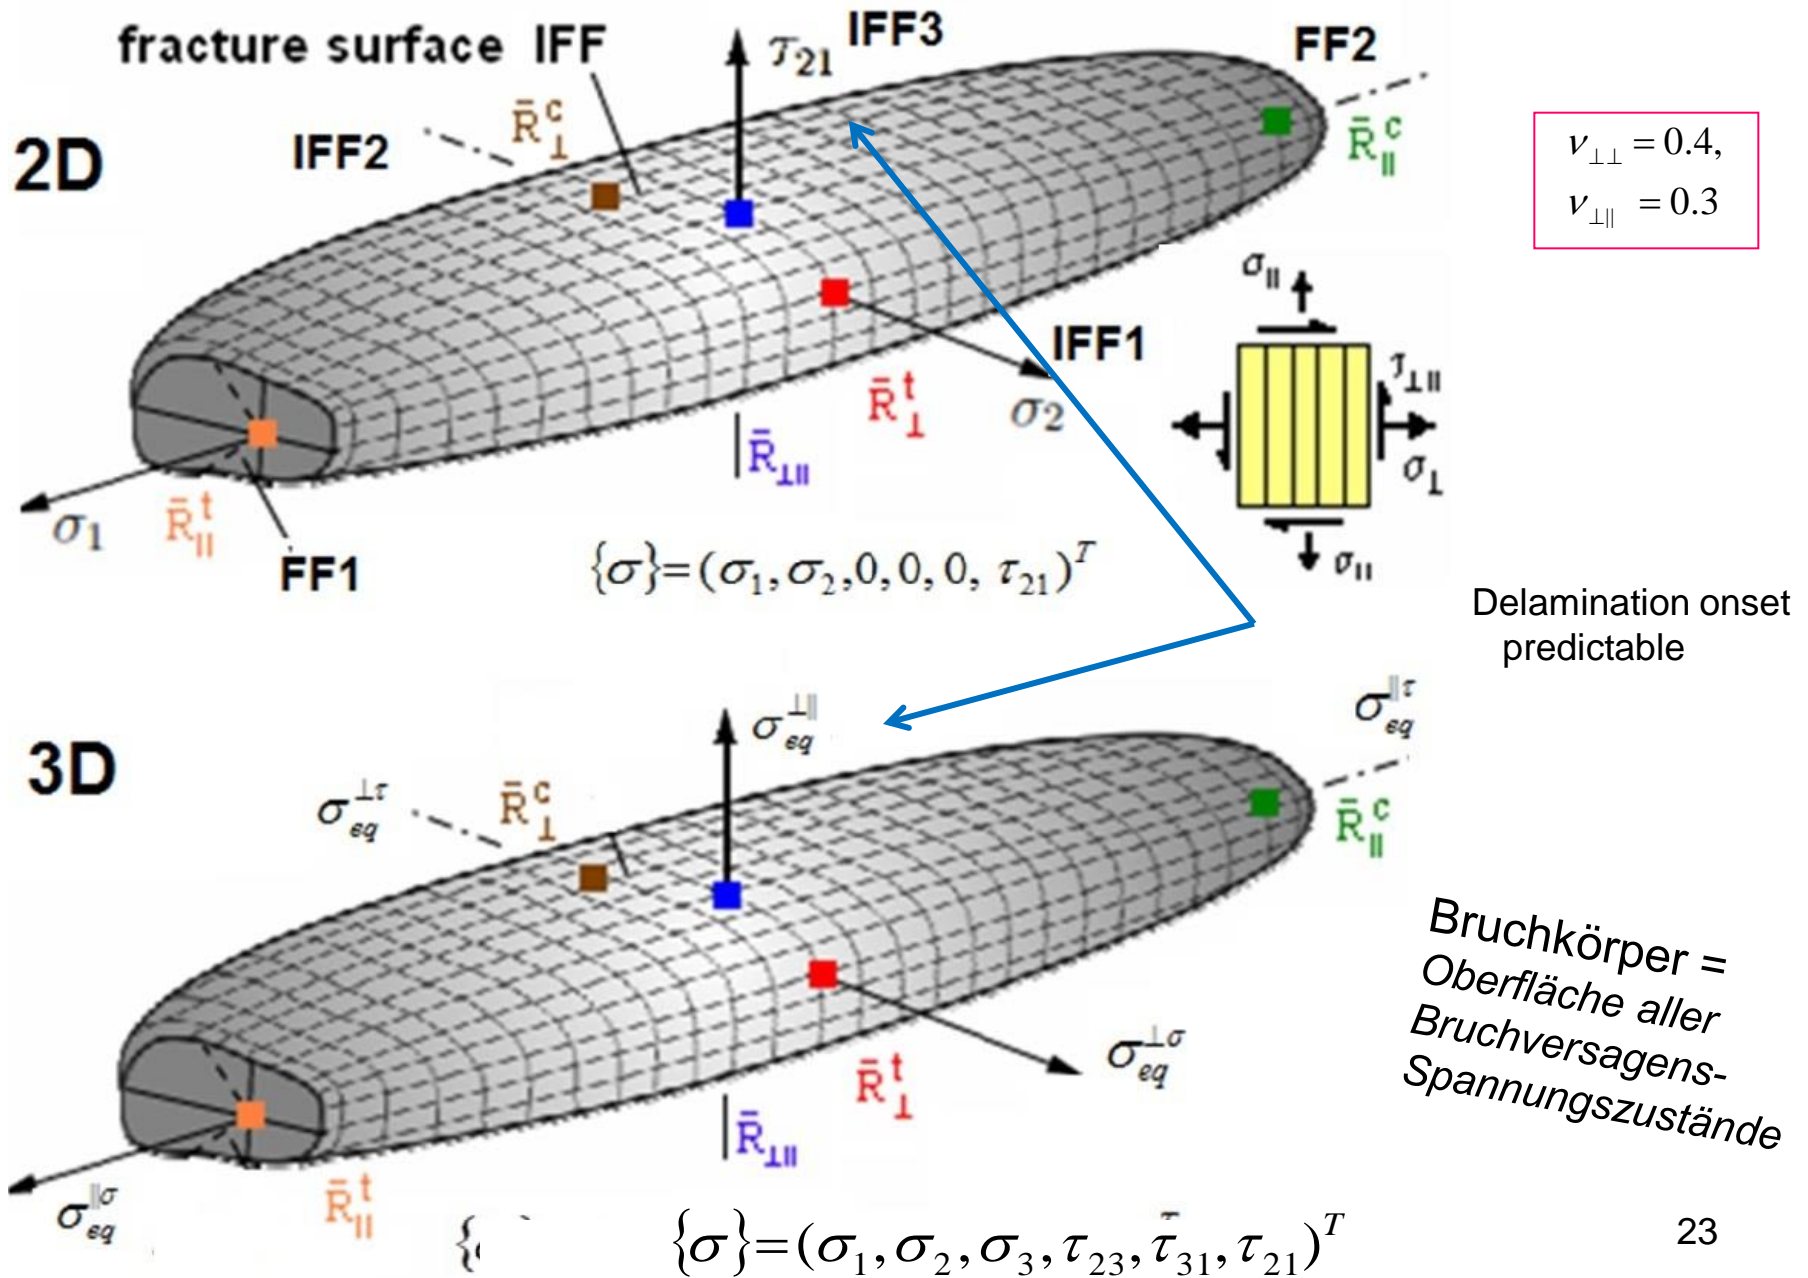 fracture surface IFF
τ21
IFF3
FF2
2D
IFF2
R̄⊥c
R̄∥c
ν⊥⊥ = 0.4,
ν⊥∥ = 0.3
σ∥
τ⊥∥
σ⊥
σ∥
IFF1
R̄⊥t
σ2
R̄⊥∥
σ1
R̄∥t
FF1
{σ}=(σ1,σ2,0,0,0, τ21)T
Delamination onset
predictable
3D
σeq⊥∥
σeq∥τ
σeq⊥τ
R̄⊥c
R̄∥c
Bruchkörper =
Oberfläche aller
Bruchversagens-
Spannungszustände
σeq⊥σ
R̄⊥t
R̄⊥∥
σeq∥σ
R̄∥t
{σ}=(σ1,σ2,σ3,τ23,τ31,τ21)T
23